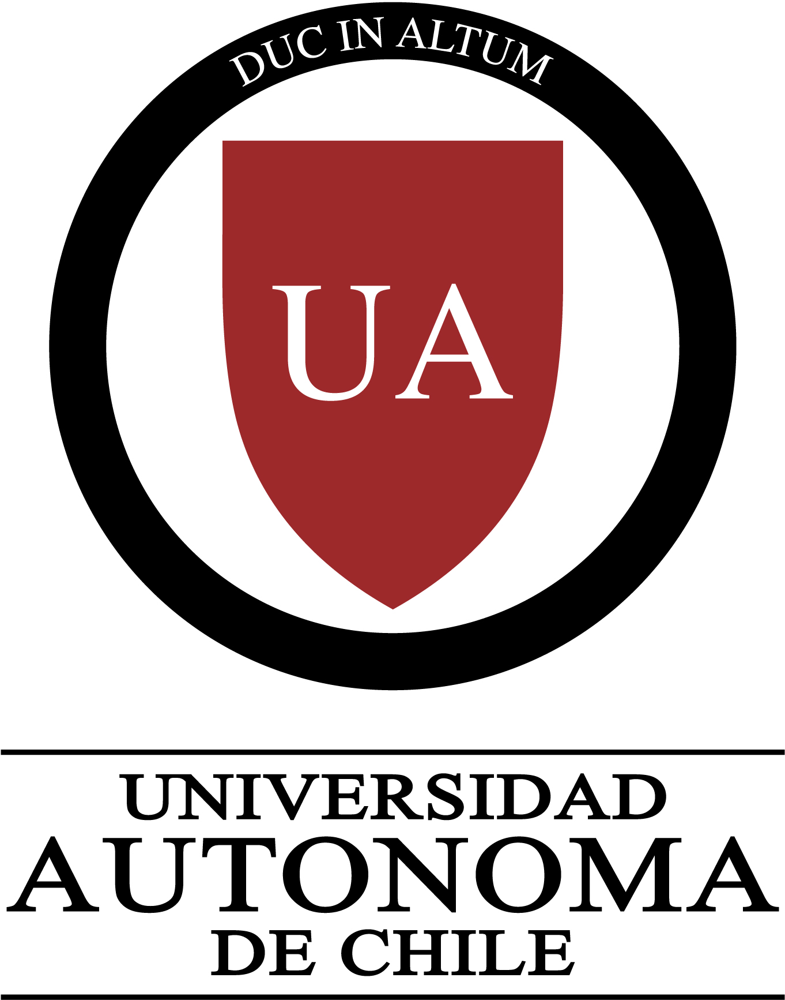 DUC IN ALTUM
UA
UNIVERSIDAD
AUTONOMA
DE CHILE